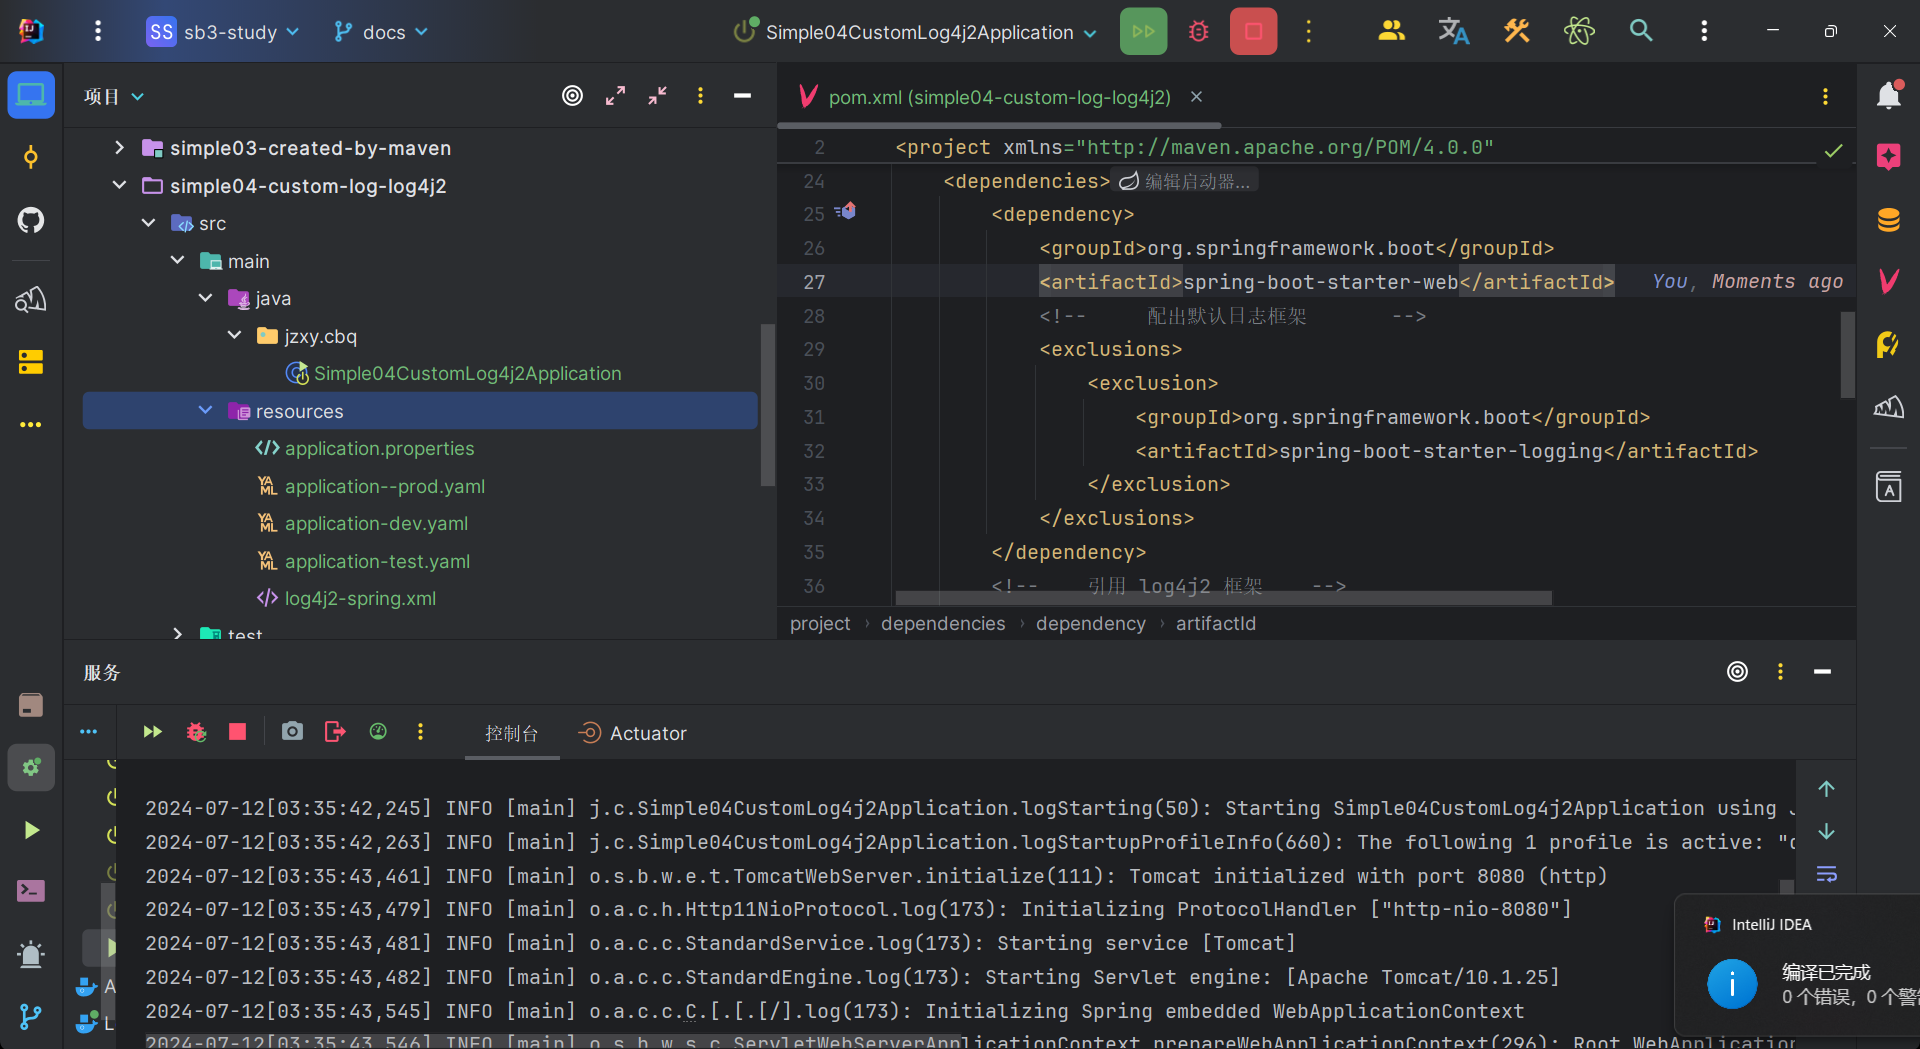 SS sb3-study docs Simple04CustomLog4j2Application
项目
simple03-created-by-maven
simple04-custom-log-log4j2
src
main
java
jzxy.cbq
Simple04CustomLog4j2Application
resources
application.properties
application--prod.yaml
application-dev.yaml
application-test.yaml
log4j2-spring.xml
test
pom.xml (simple04-custom-log-log4j2)
2 <project xmlns="http://maven.apache.org/POM/4.0.0"
24 <dependencies> 编辑启动器...
25 <dependency>
26 <groupId>org.springframework.boot</groupId>
27 <artifactId>spring-boot-starter-web</artifactId> You, Moments ago
28 <!-- 配出默认日志框架 -->
29 <exclusions>
30 <exclusion>
31 <groupId>org.springframework.boot</groupId>
32 <artifactId>spring-boot-starter-logging</artifactId>
33 </exclusion>
34 </exclusions>
35 </dependency>
36 <!-- 引用 log4j2 框架 -->
project › dependencies › dependency › artifactId
服务
控制台 Actuator
2024-07-12[03:35:42,245] INFO [main] j.c.Simple04CustomLog4j2Application.logStarting(50): Starting Simple04CustomLog4j2Application using
2024-07-12[03:35:42,263] INFO [main] j.c.Simple04CustomLog4j2Application.logStartupProfileInfo(660): The following 1 profile is active: "
2024-07-12[03:35:43,461] INFO [main] o.s.b.w.e.t.TomcatWebServer.initialize(111): Tomcat initialized with port 8080 (http)
2024-07-12[03:35:43,479] INFO [main] o.a.c.h.Http11NioProtocol.log(173): Initializing ProtocolHandler ["http-nio-8080"]
2024-07-12[03:35:43,481] INFO [main] o.a.c.c.StandardService.log(173): Starting service [Tomcat]
2024-07-12[03:35:43,482] INFO [main] o.a.c.c.StandardEngine.log(173): Starting Servlet engine: [Apache Tomcat/10.1.25]
2024-07-12[03:35:43,545] INFO [main] o.a.c.c.C.[.[.[/].log(173): Initializing Spring embedded WebApplicationContext
2024-07-12[03:35:43,546] INFO [main] o.s.b.w.s.c.ServletWebServerApplicationContext.prepareWebApplicationContext(296): Root WebApplication
A
L
IntelliJ IDEA
编译已完成
0 个错误, 0 个警告